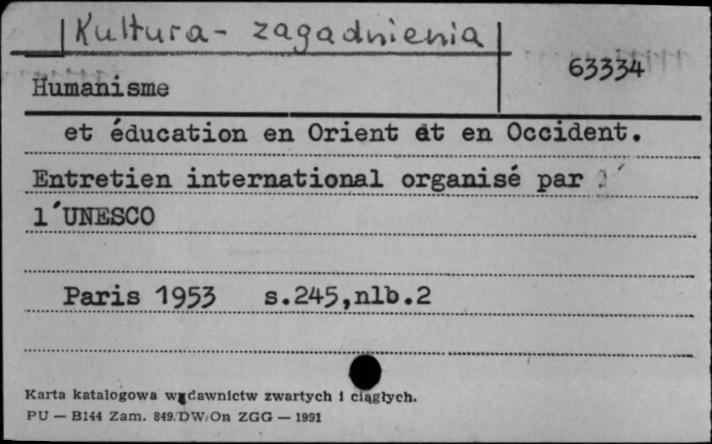 Kultura - zagadnienia
63334
Humanisme
et éducation en Orient et en Occident.
Entretien international organisé par
l'UNESCO
Paris 1953 s.245,nlb.2
Karta katalogowa wydawnictw zwartych i ciągłych.
PU — B144 Zam. 849/DW/On ZGG — 1991